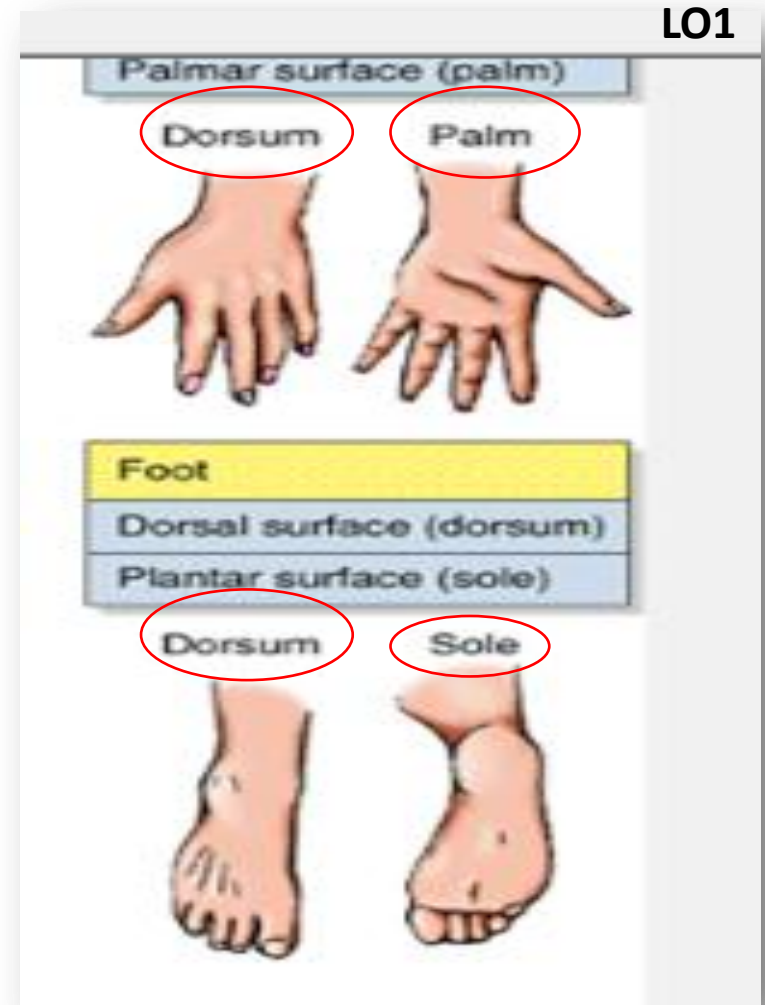 LO1
Palmar surface (palm)
Dorsum Palm
Foot
Dorsal surface (dorsum)
Plantar surface (sole)
Dorsum Sole